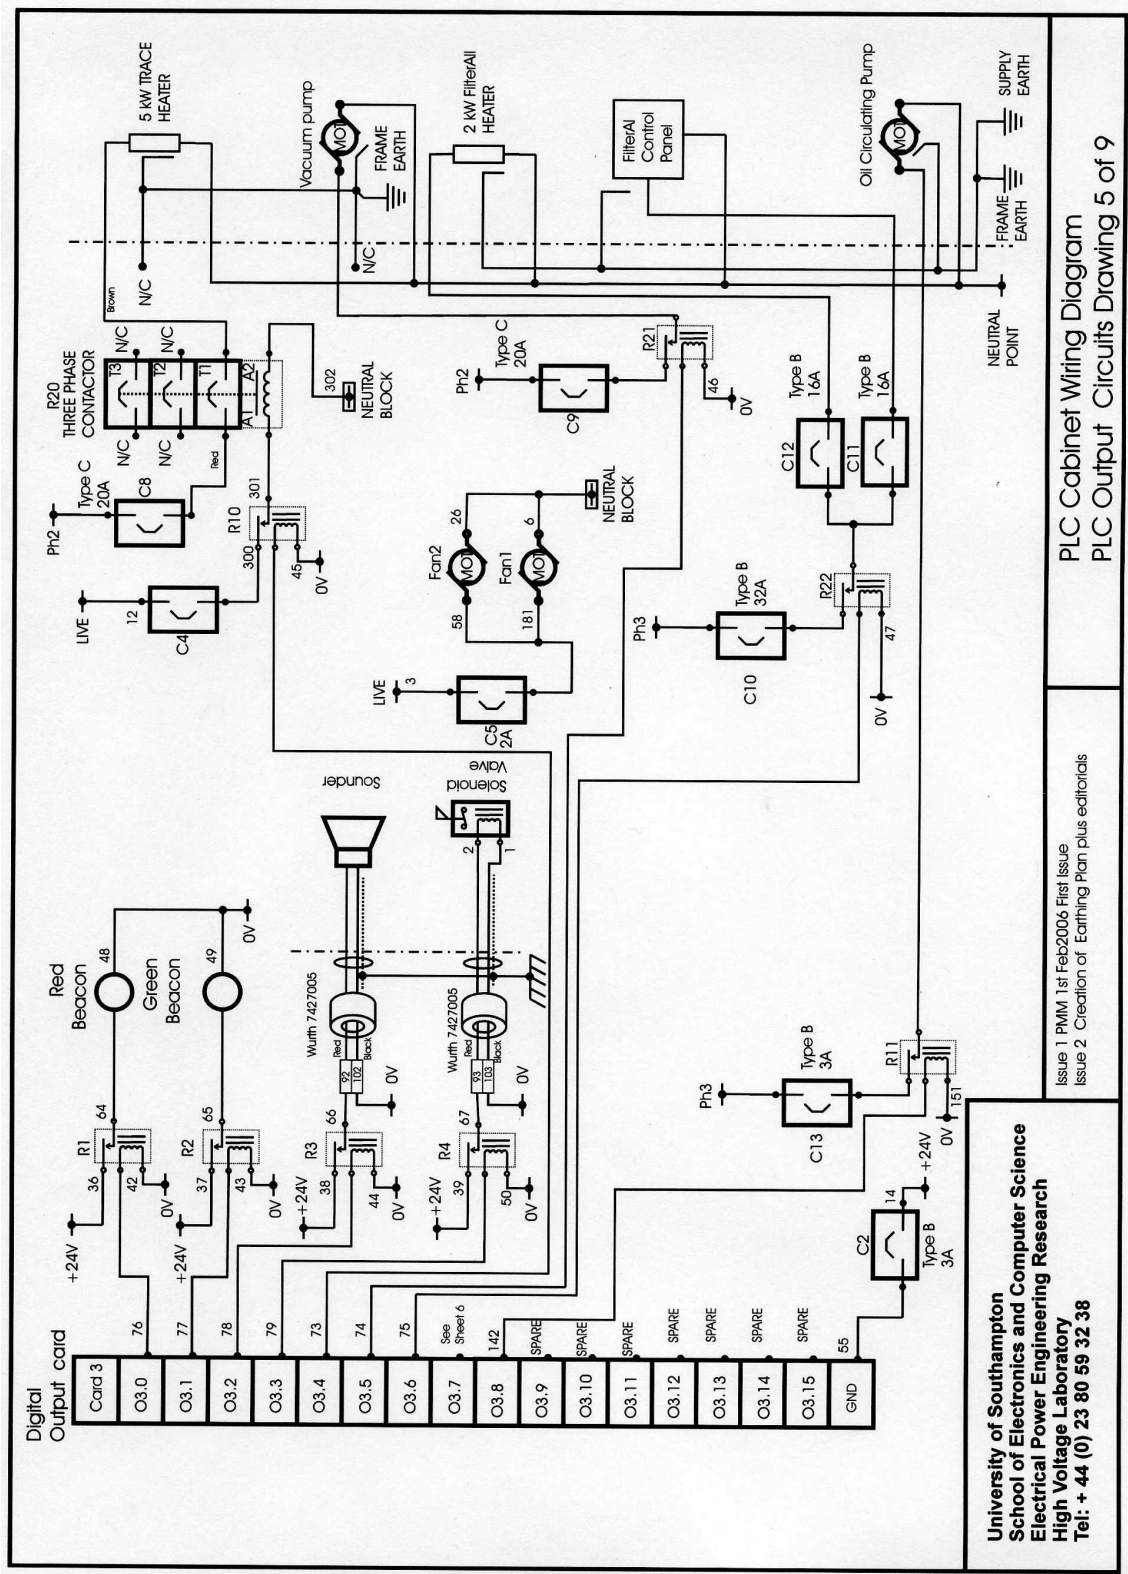 Digital
Output card
Card 3
O3.0
O3.1
O3.2
O3.3
O3.4
O3.5
O3.6
O3.7
O3.8
O3.9
O3.10
O3.11
O3.12
O3.13
O3.14
O3.15
GND
76
77
78
79
73
74
75
See
Sheet 6
142
SPARE
SPARE
SPARE
SPARE
SPARE
SPARE
SPARE
55
+24V
36
42
0V
R1
64
Red
Beacon
48
+24V
37
43
0V
R2
65
Green
Beacon
49
0V
+24V
38
44
0V
R3
66
92
102
0V
Red
Black
Wurth 7427005
Sounder
+24V
39
50
0V
R4
67
93
103
0V
Red
Black
Wurth 7427005
2
1
Solenoid
Valve
C2
Type B
3A
14
+24V
Ph3
C13
Type B
3A
R11
151
0V
LIVE
12
C4
300
R10
301
45
0V
Ph2
Type C
20A
C8
Red
R20
THREE PHASE
CONTACTOR
N/C
N/C
T3
T2
T1
N/C
N/C
A1
A2
302
NEUTRAL
BLOCK
Brown
N/C
5 kW TRACE
HEATER
LIVE
3
C5
2A
58
181
Fan2
MOT
Fan1
MOT
26
6
NEUTRAL
BLOCK
Ph2
Type C
20A
C9
R21
46
0V
N/C
Vacuum pump
MOT
FRAME
EARTH
2 kW FilterAll
HEATER
FilterAl
Control
Panel
Ph3
C10
Type B
32A
R22
47
0V
C12
Type B
16A
C11
Type B
16A
Oil Circulating Pump
MOT
NEUTRAL
POINT
FRAME
EARTH
SUPPLY
EARTH
University of Southampton
School of Electronics and Computer Science
Electrical Power Engineering Research
High Voltage Laboratory
Tel: + 44 (0) 23 80 59 32 38
Issue 1 PMM 1st Feb2006 First Issue
Issue 2 Creation of Earthing Plan plus editorials
PLC Cabinet Wiring Diagram
PLC Output Circuits Drawing 5 of 9